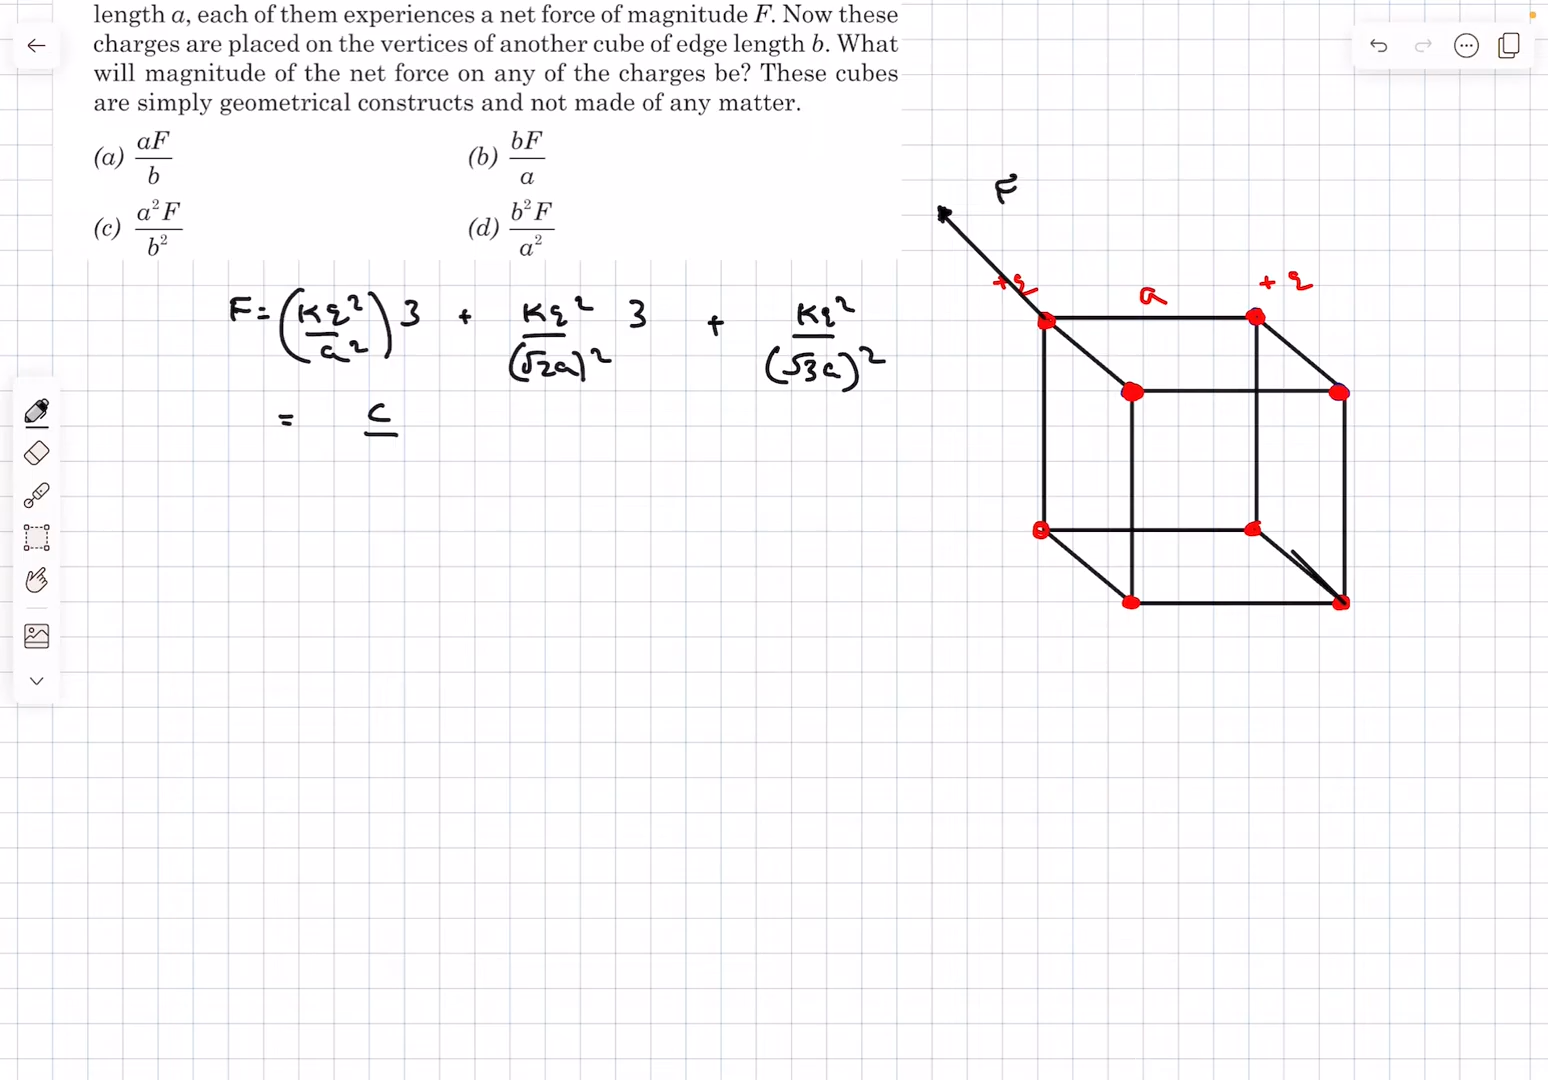 length a, each of them experiences a net force of magnitude F. Now these
charges are placed on the vertices of another cube of edge length b. What
will magnitude of the net force on any of the charges be? These cubes
are simply geometrical constructs and not made of any matter.
(a) aF/b (b) bF/a
(c) a²F/b² (d) b²F/a²
F
+q a +q
F = (Kq²/a²) 3 + Kq²/(√2a)² 3 + Kq²/(√3a)²
= C